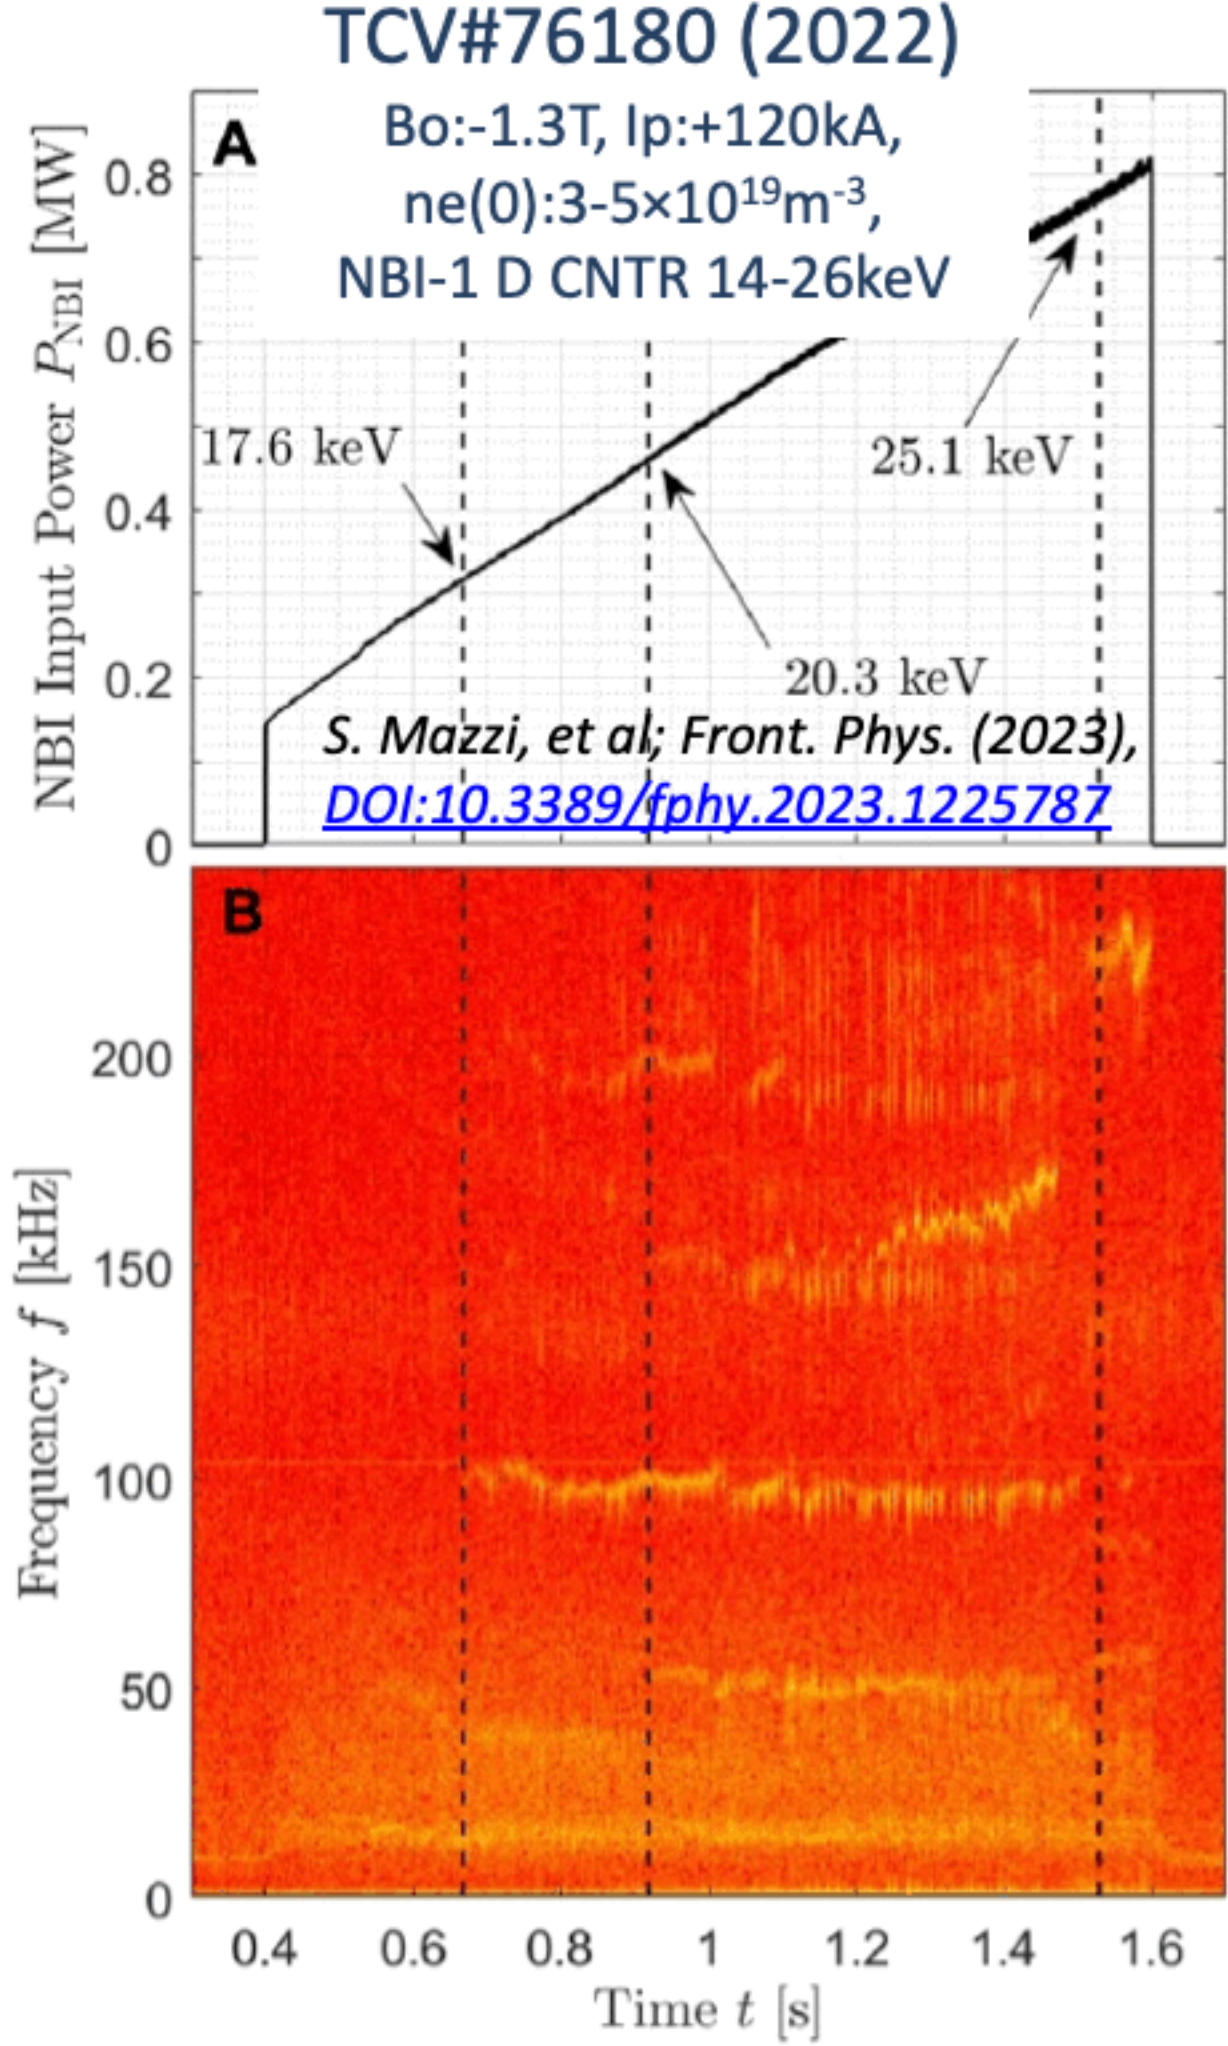 TCV#76180 (2022)
Bo:-1.3T, Ip:+120kA,
ne(0):3-5×10¹⁹m⁻³,
NBI-1 D CNTR 14-26keV
A
NBI Input Power P_NBI [MW]
0.8
0.6
0.4
0.2
0
17.6 keV
25.1 keV
20.3 keV
S. Mazzi, et al; Front. Phys. (2023),
DOI:10.3389/fphy.2023.1225787
B
Frequency f [kHz]
200
150
100
50
0
0.4 0.6 0.8 1 1.2 1.4 1.6
Time t [s]